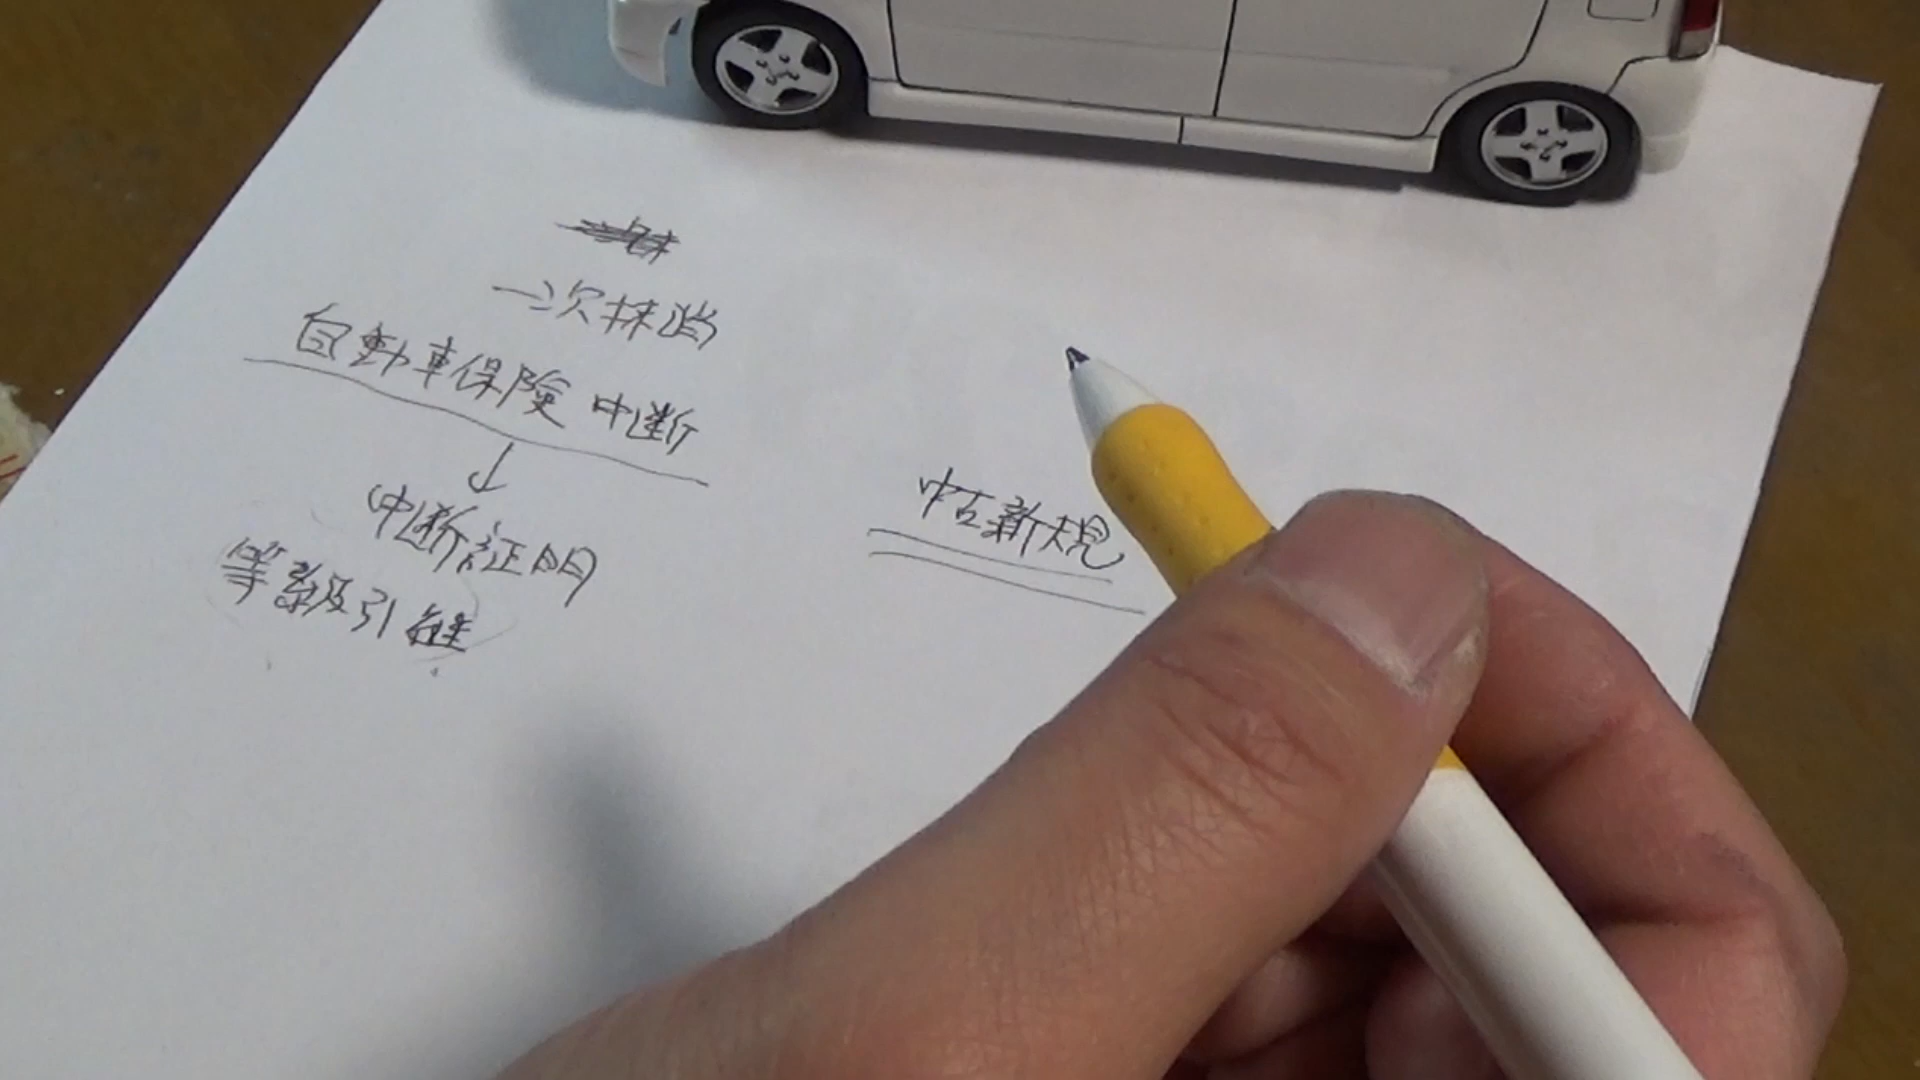 一次抹消
自動車保険 中断
↓
中断証明
等級引継
中古新規